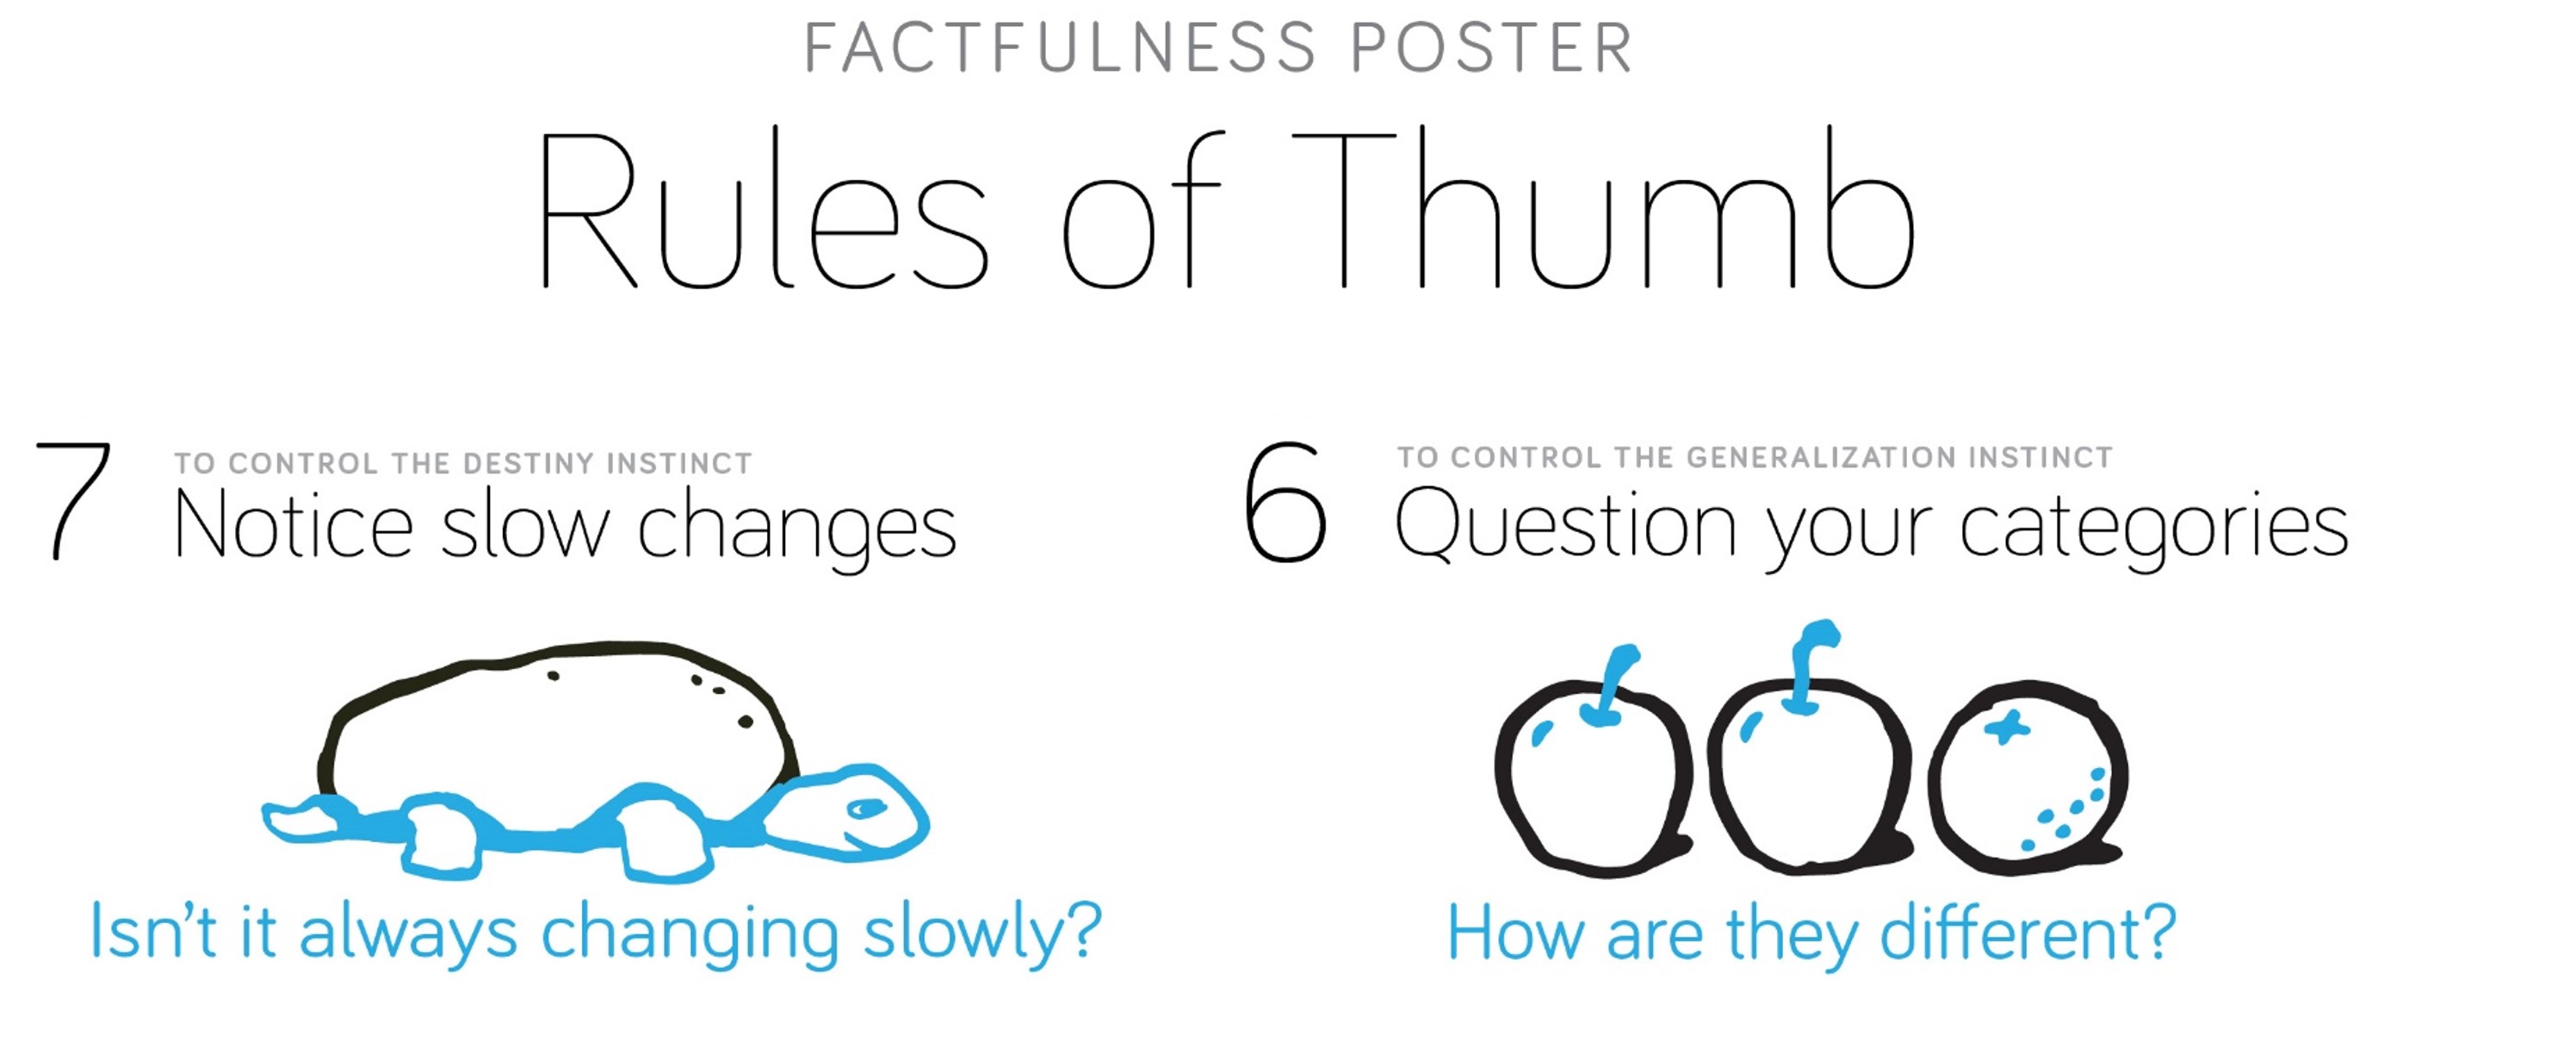 FACTFULNESS POSTER
Rules of Thumb
7
TO CONTROL THE DESTINY INSTINCT
Notice slow changes
Isn't it always changing slowly?
6
TO CONTROL THE GENERALIZATION INSTINCT
Question your categories
How are they different?